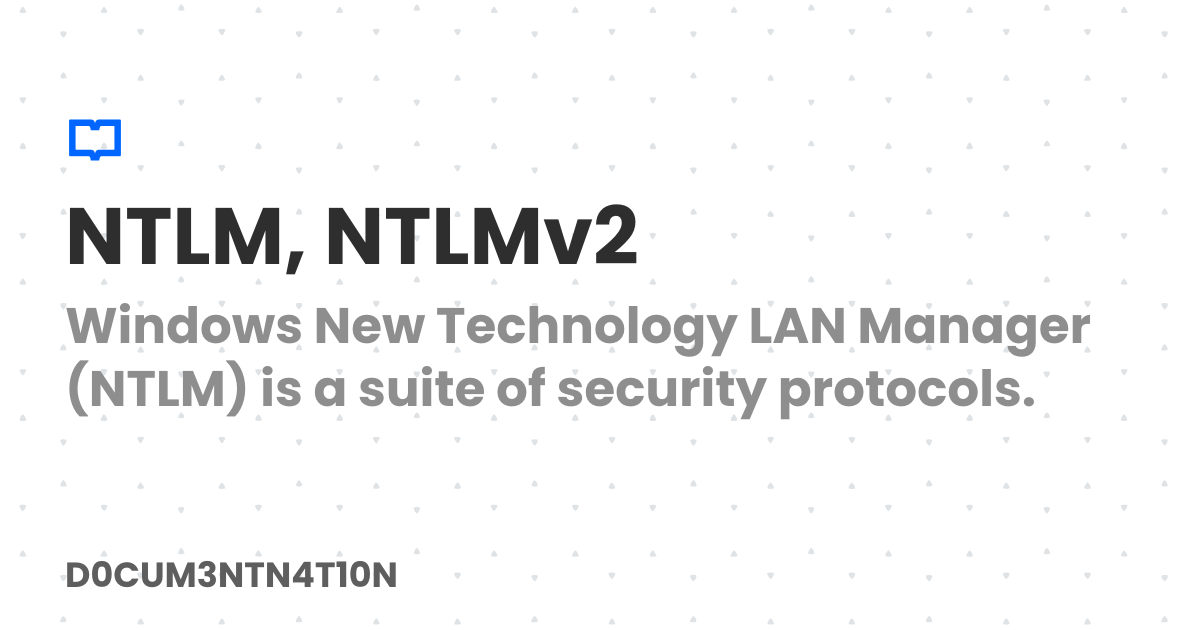 NTLM, NTLMv2
Windows New Technology LAN Manager
(NTLM) is a suite of security protocols.
D0CUM3NTN4T10N